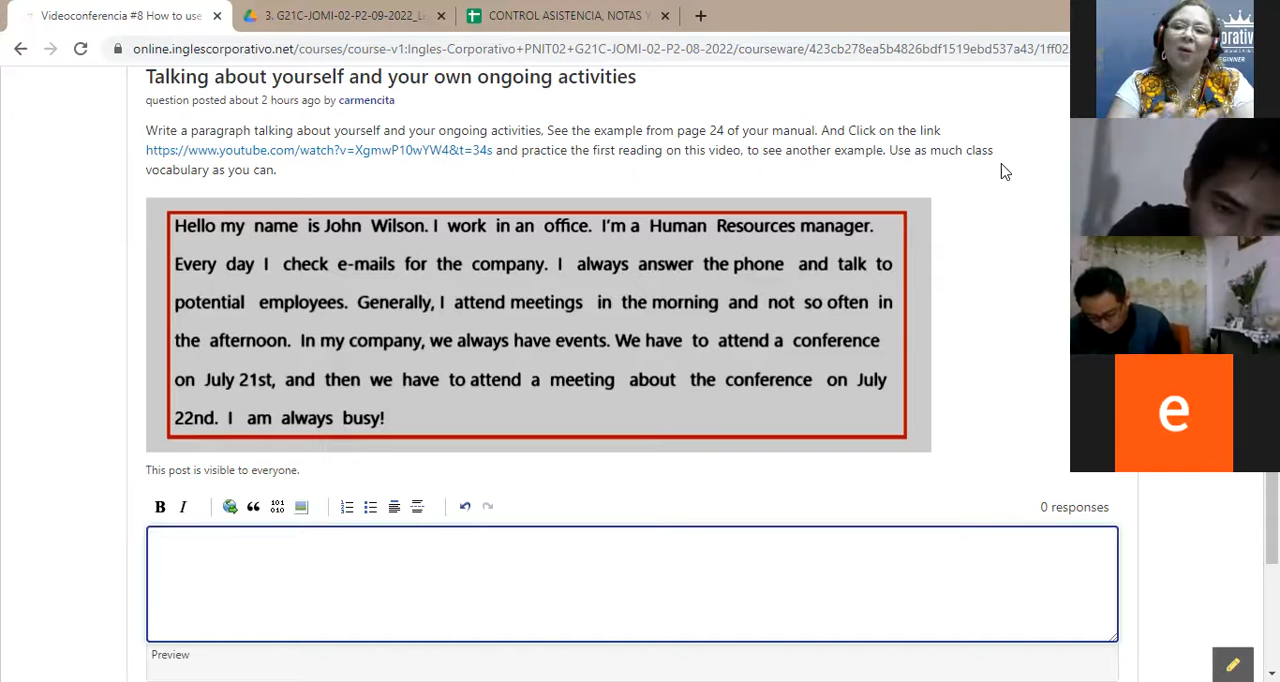 Videoconferencia #8 How to use
3. G21C-JOMI-02-P2-09-2022_Li
CONTROL ASISTENCIA, NOTAS Y
online.inglescorporativo.net/courses/course-v1:Ingles-Corporativo+PNIT02+G21C-JOMI-02-P2-08-2022/courseware/423cb278ea5b4826bdf1519ebd537a43/1ff02
Talking about yourself and your own ongoing activities
question posted about 2 hours ago by carmencita
Write a paragraph talking about yourself and your ongoing activities, See the example from page 24 of your manual. And Click on the link
https://www.youtube.com/watch?v=XgmwP10wYW4&t=34s and practice the first reading on this video, to see another example. Use as much class
vocabulary as you can.
Hello my name is John Wilson. I work in an office. I'm a Human Resources manager.
Every day I check e-mails for the company. I always answer the phone and talk to
potential employees. Generally, I attend meetings in the morning and not so often in
the afternoon. In my company, we always have events. We have to attend a conference
on July 21st, and then we have to attend a meeting about the conference on July
22nd. I am always busy!
This post is visible to everyone.
B I
0 responses
Preview
e